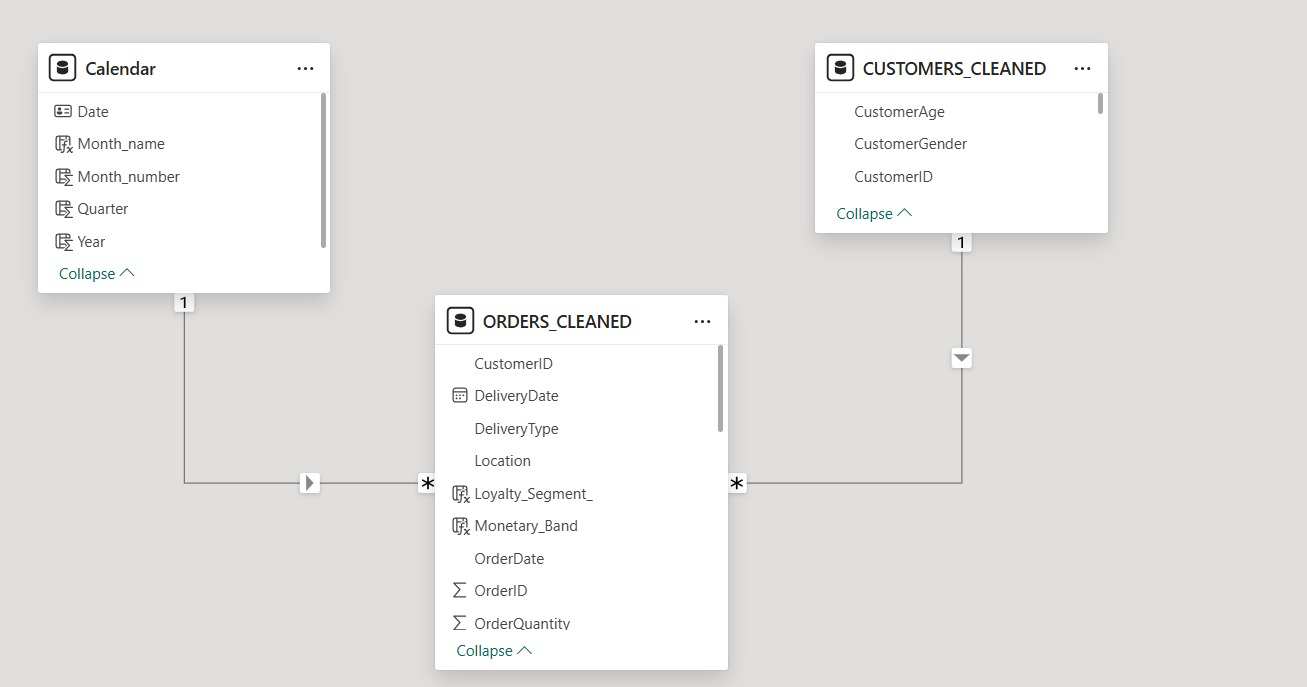 Calendar
...
Date
Month_name
Month_number
Quarter
Year
Collapse
1
CUSTOMERS_CLEANED
...
CustomerAge
CustomerGender
CustomerID
Collapse
1
ORDERS_CLEANED
...
CustomerID
DeliveryDate
DeliveryType
Location
Loyalty_Segment_
Monetary_Band
OrderDate
OrderID
OrderQuantity
Collapse
*
*